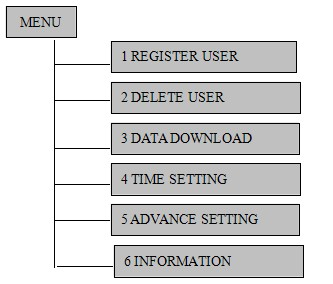 MENU
1 REGISTER USER
2 DELETE USER
3 DATA DOWNLOAD
4 TIME SETTING
5 ADVANCE SETTING
6 INFORMATION